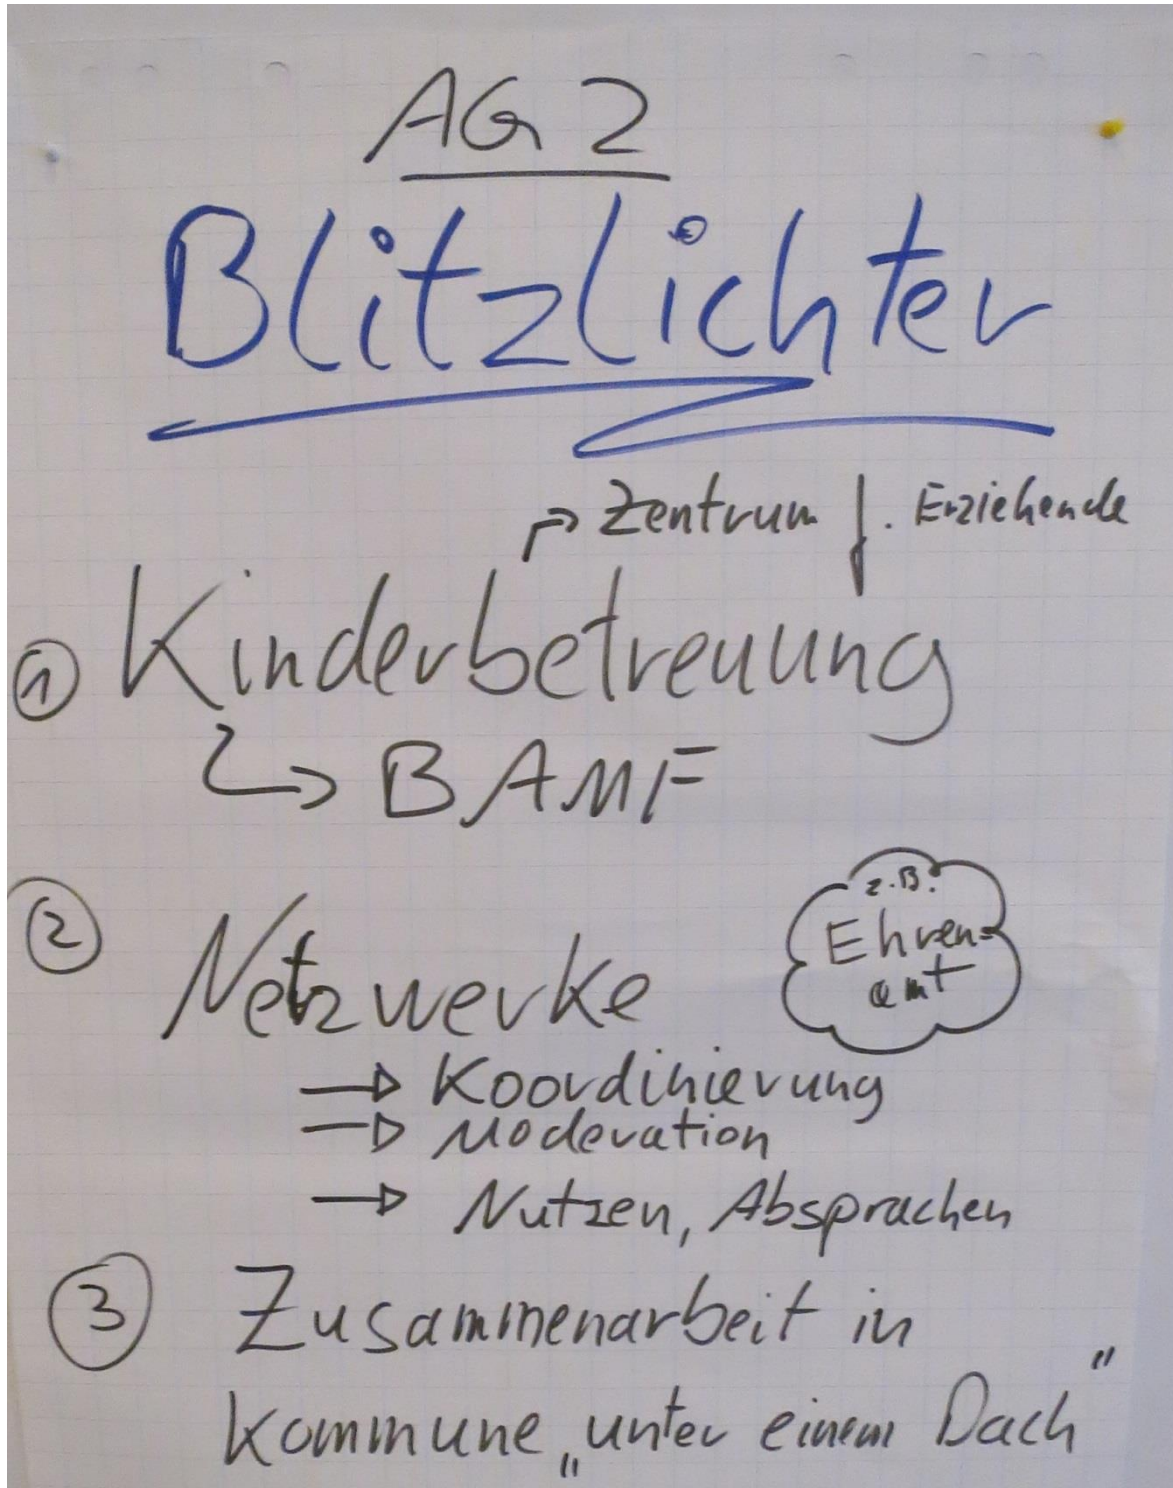 AG 2
Blitzlichter
→ Zentrum f. Erziehende
① Kinderbetreuung
↳ BAMF
② Netzwerke
z.B.
Ehren-
amt
→ Koordinierung
→ Moderation
→ Nutzen, Absprachen
③ Zusammenarbeit in
Kommune „unter einem Dach"